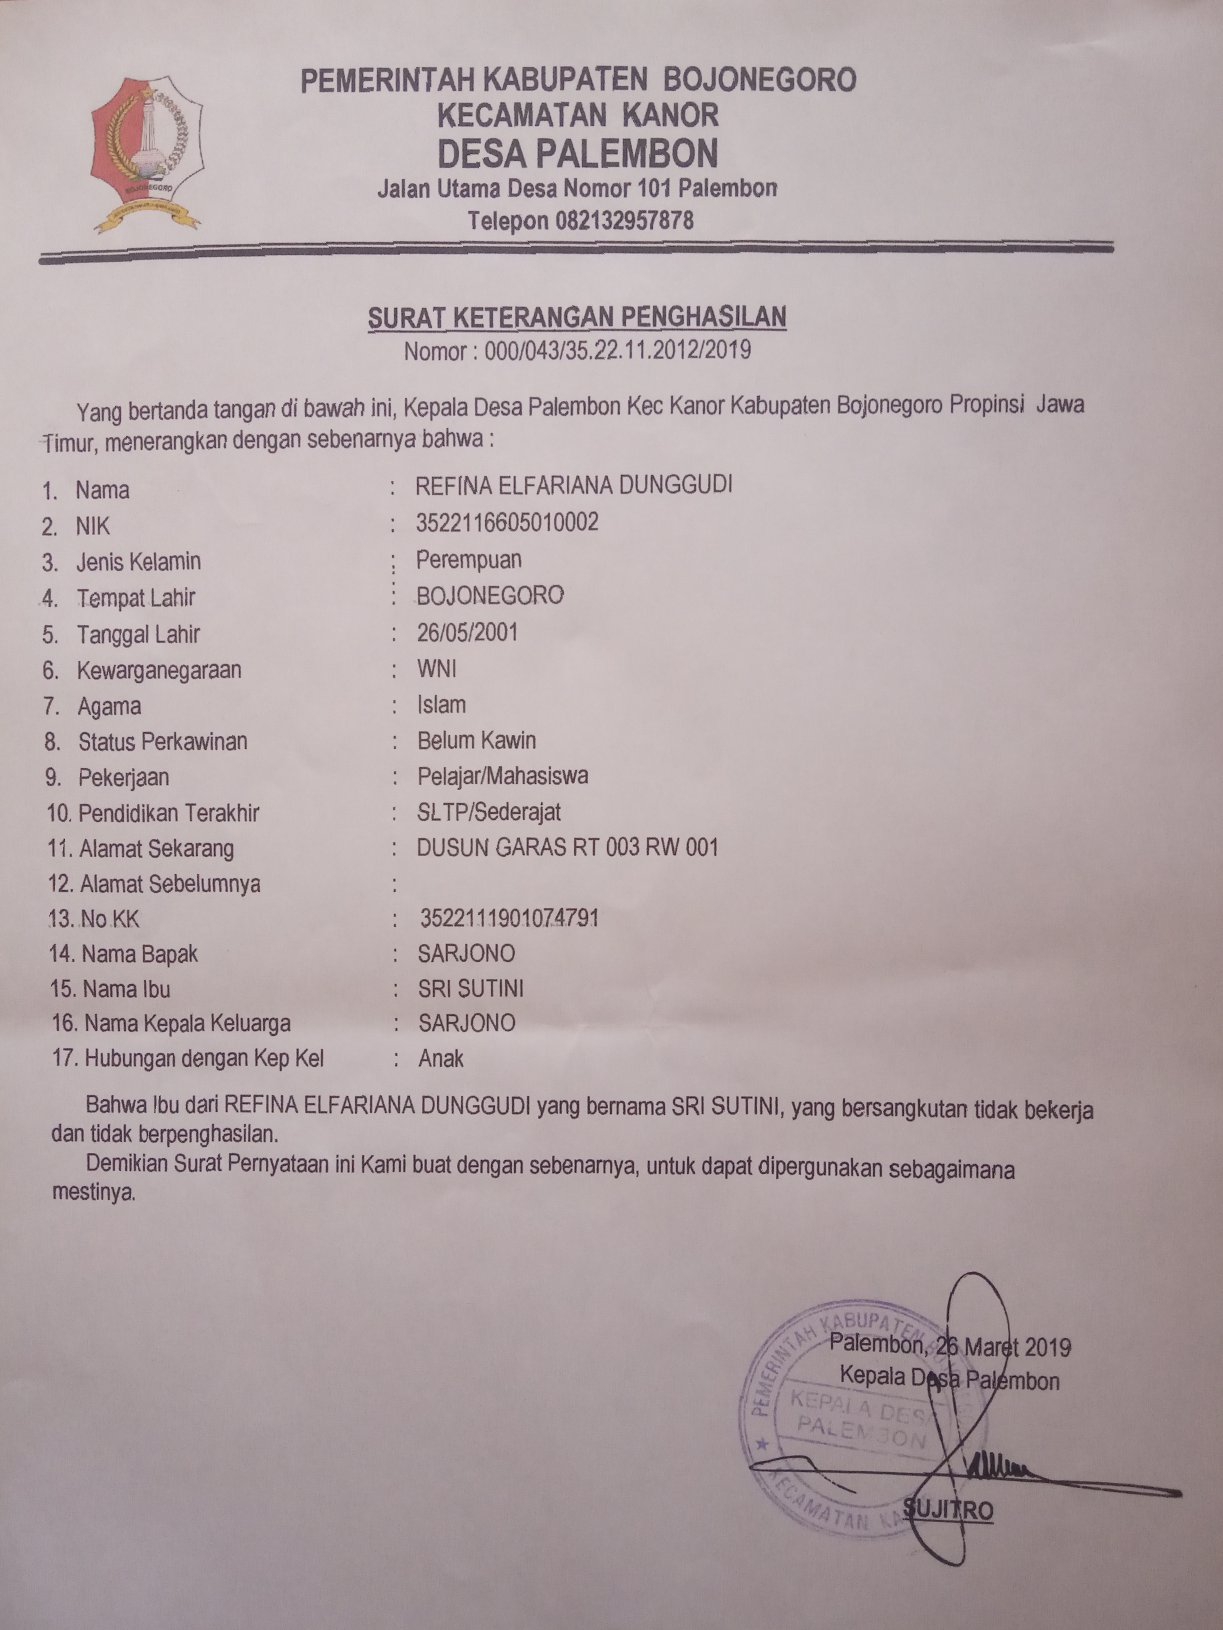 PEMERINTAH KABUPATEN BOJONEGORO
KECAMATAN KANOR
DESA PALEMBON
Jalan Utama Desa Nomor 101 Palembon
Telepon 082132957878
BOJONEGORO
SURAT KETERANGAN PENGHASILAN
Nomor : 000/043/35.22.11.2012/2019
Yang bertanda tangan di bawah ini, Kepala Desa Palembon Kec Kanor Kabupaten Bojonegoro Propinsi Jawa
Timur, menerangkan dengan sebenarnya bahwa :
1. Nama : REFINA ELFARIANA DUNGGUDI
2. NIK : 3522116605010002
3. Jenis Kelamin : Perempuan
4. Tempat Lahir : BOJONEGORO
5. Tanggal Lahir : 26/05/2001
6. Kewarganegaraan : WNI
7. Agama : Islam
8. Status Perkawinan : Belum Kawin
9. Pekerjaan : Pelajar/Mahasiswa
10. Pendidikan Terakhir : SLTP/Sederajat
11. Alamat Sekarang : DUSUN GARAS RT 003 RW 001
12. Alamat Sebelumnya :
13. No KK : 3522111901074791
14. Nama Bapak : SARJONO
15. Nama Ibu : SRI SUTINI
16. Nama Kepala Keluarga : SARJONO
17. Hubungan dengan Kep Kel : Anak
Bahwa Ibu dari REFINA ELFARIANA DUNGGUDI yang bernama SRI SUTINI, yang bersangkutan tidak bekerja
dan tidak berpenghasilan.
Demikian Surat Pernyataan ini Kami buat dengan sebenarnya, untuk dapat dipergunakan sebagaimana
mestinya.
Palembon, 26 Maret 2019
Kepala Desa Palembon
PEMERINTAH KABUPATEN
KEPALA DESA
PALEMBON
KECAMATAN
SUJITRO